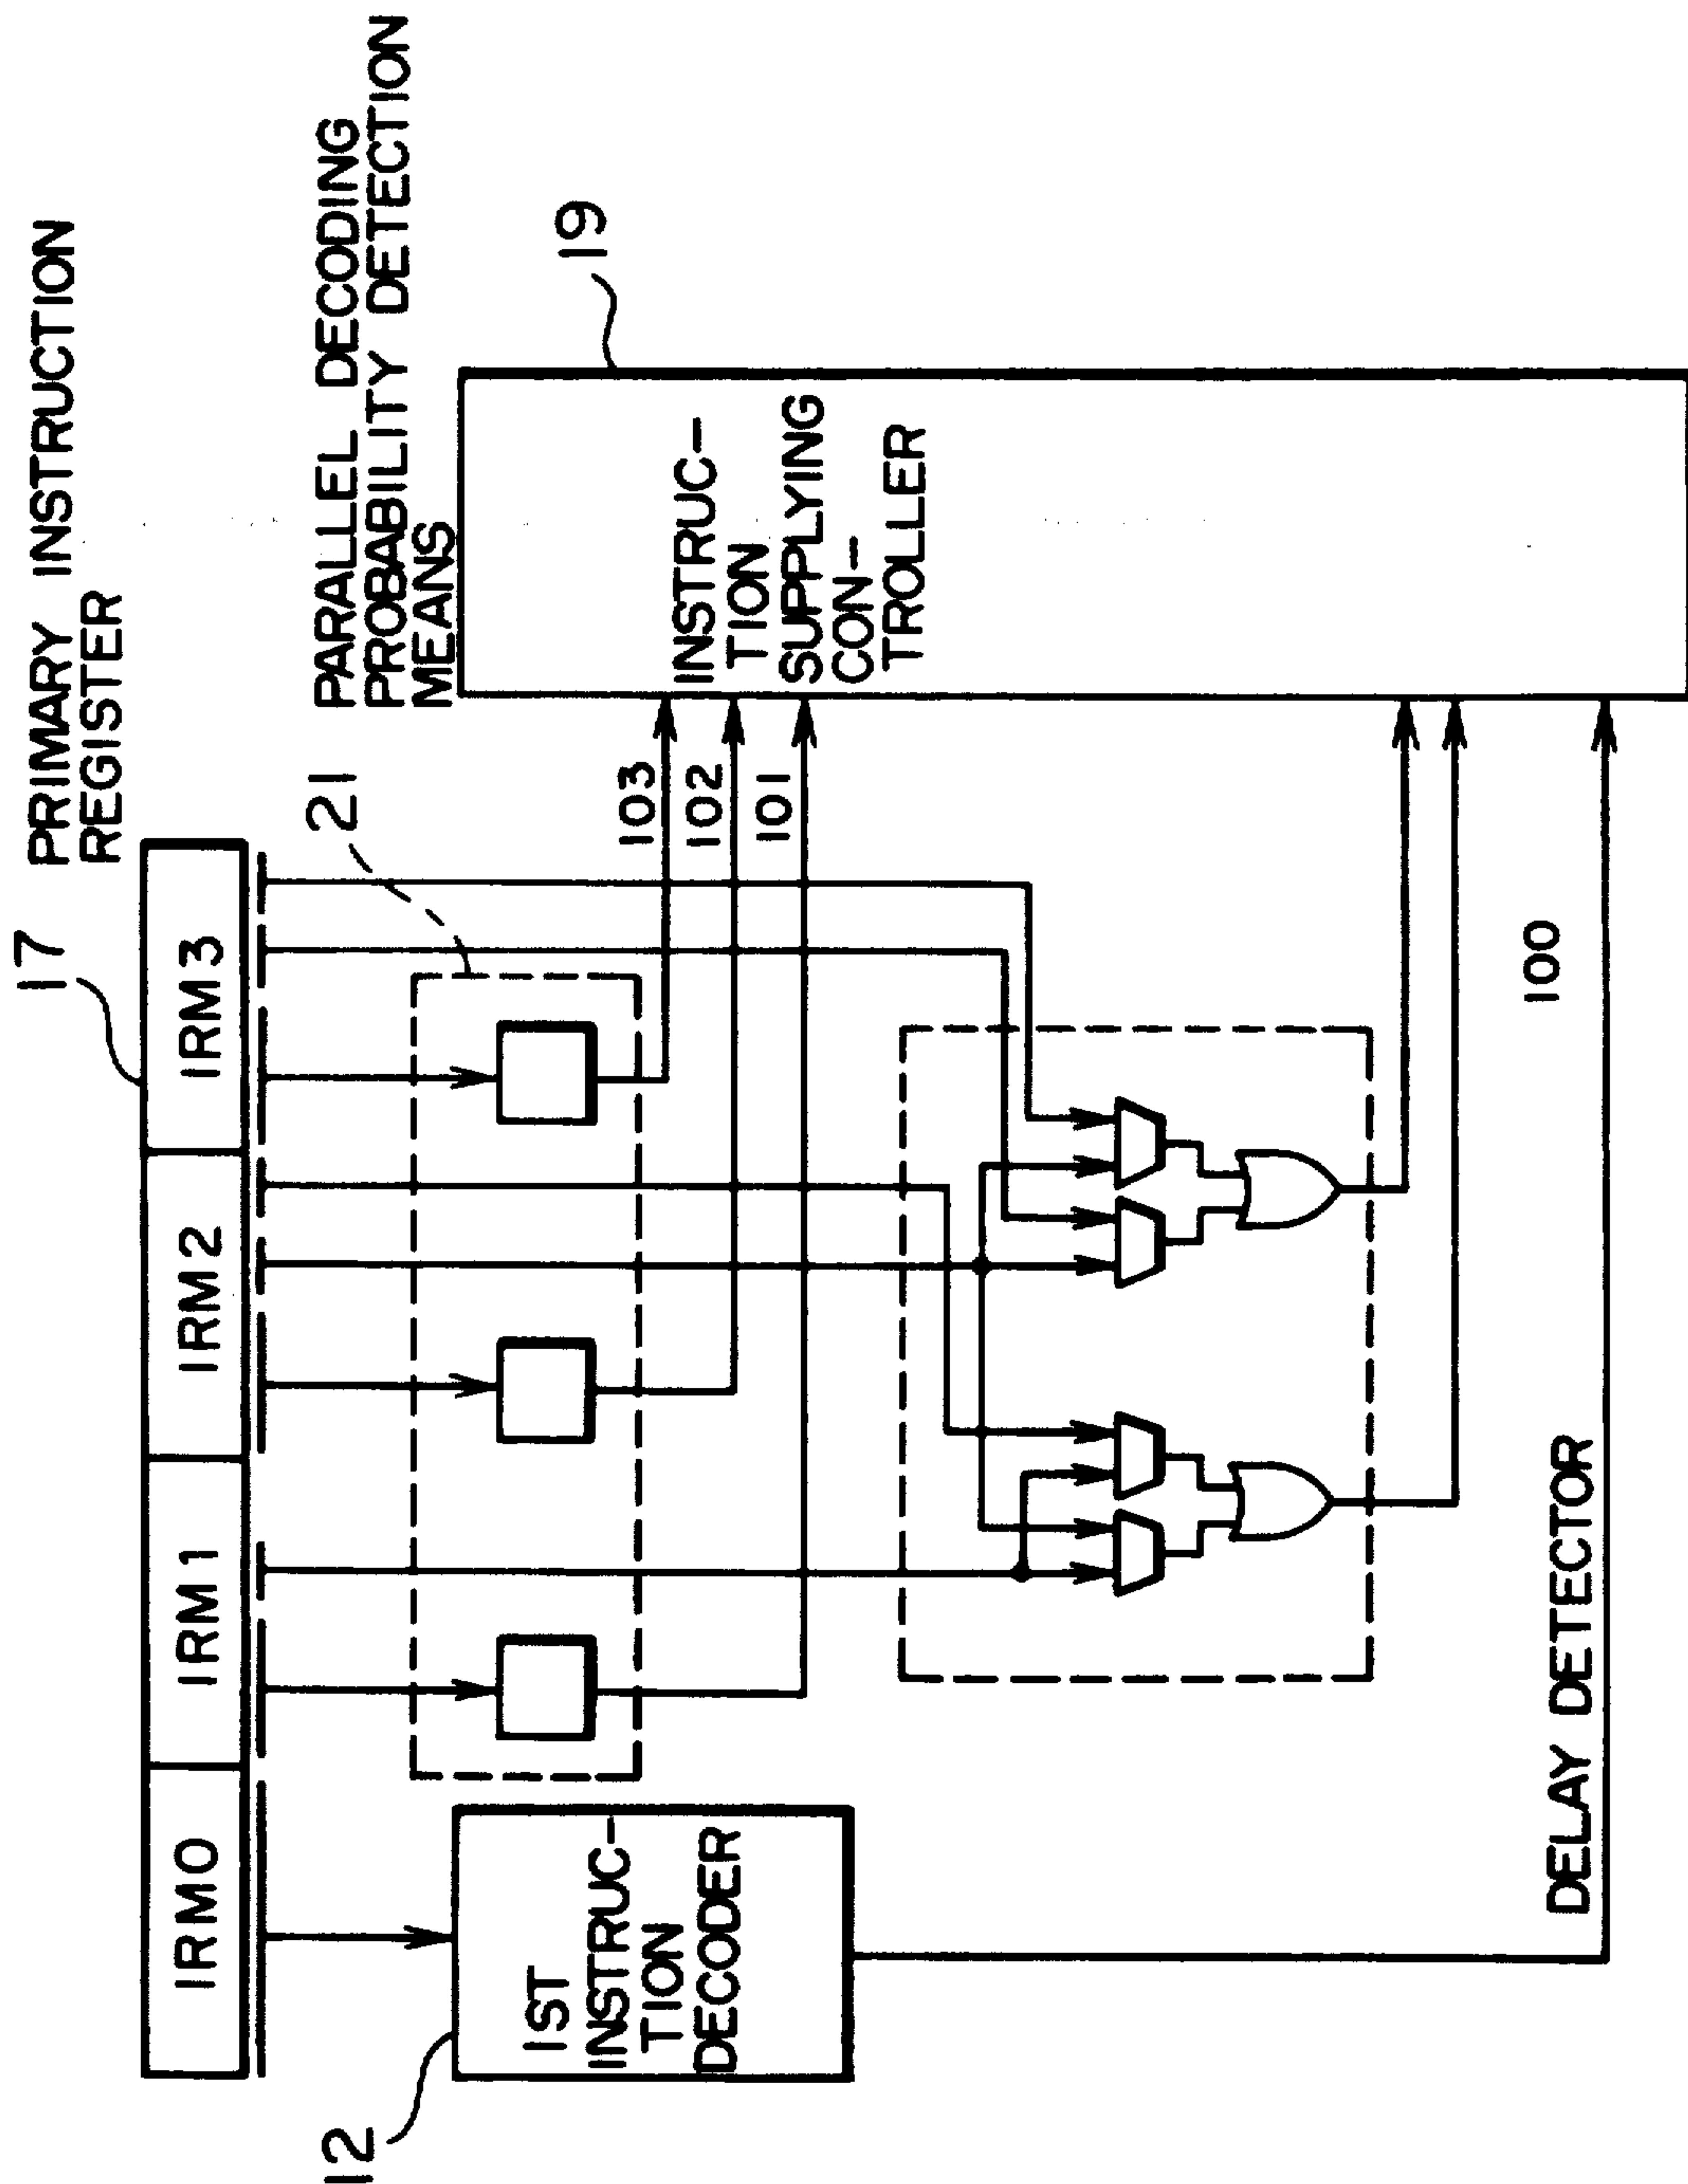 17
PRIMARY INSTRUCTION
REGISTER
IRM0
IRM1
IRM2
IRM3
21
PARALLEL DECODING
PROBABILITY DETECTION
MEANS
12
1ST
INSTRUC-
TION
DECODER
103
102
101
19
INSTRUC-
TION
SUPPLYING
CON-
TROLLER
100
DELAY DETECTOR